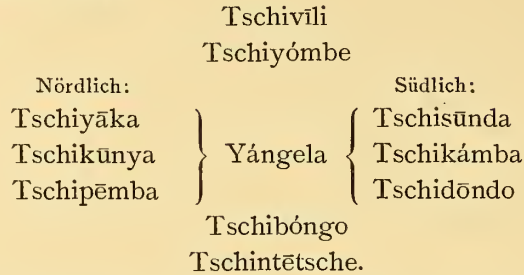 Tschivīli
Tschiyómbe
Nördlich: Südlich:
Tschiyāka Tschisūnda
Tschikūnya } Yángela { Tschikámba
Tschipēmba Tschidōndo
Tschibóngo
Tschintētsche.